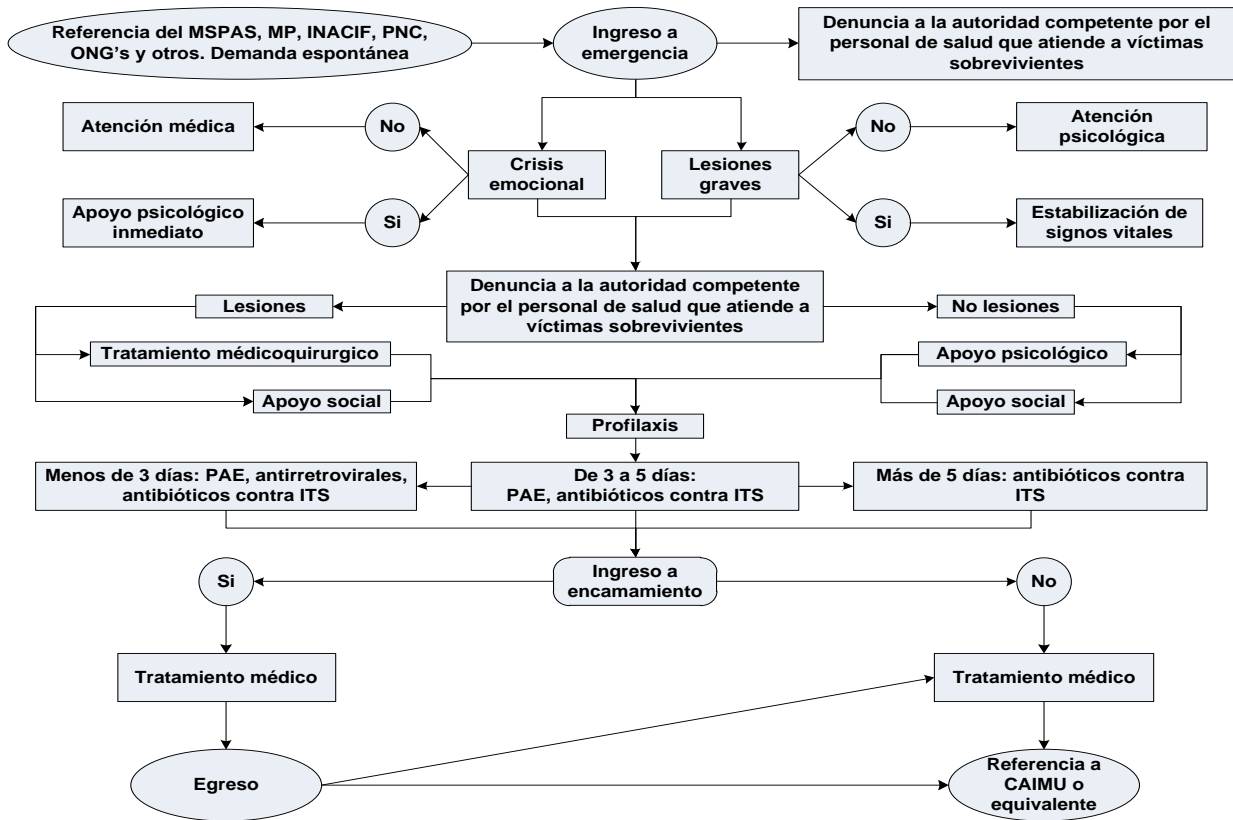 Referencia del MSPAS, MP, INACIF, PNC,
ONG's y otros. Demanda espontánea
Ingreso a
emergencia
Denuncia a la autoridad competente por el
personal de salud que atiende a víctimas
sobrevivientes
Atención médica
No
Crisis
emocional
Lesiones
graves
No
Atención
psicológica
Apoyo psicológico
inmediato
Si
Si
Estabilización de
signos vitales
Denuncia a la autoridad competente
por el personal de salud que atiende a
víctimas sobrevivientes
Lesiones
No lesiones
Tratamiento médicoquirurgico
Apoyo psicológico
Apoyo social
Apoyo social
Profilaxis
Menos de 3 días: PAE, antirretrovirales,
antibióticos contra ITS
De 3 a 5 días:
PAE, antibióticos contra ITS
Más de 5 días: antibióticos contra
ITS
Si
Ingreso a
encamamiento
No
Tratamiento médico
Tratamiento médico
Egreso
Referencia a
CAIMU o
equivalente